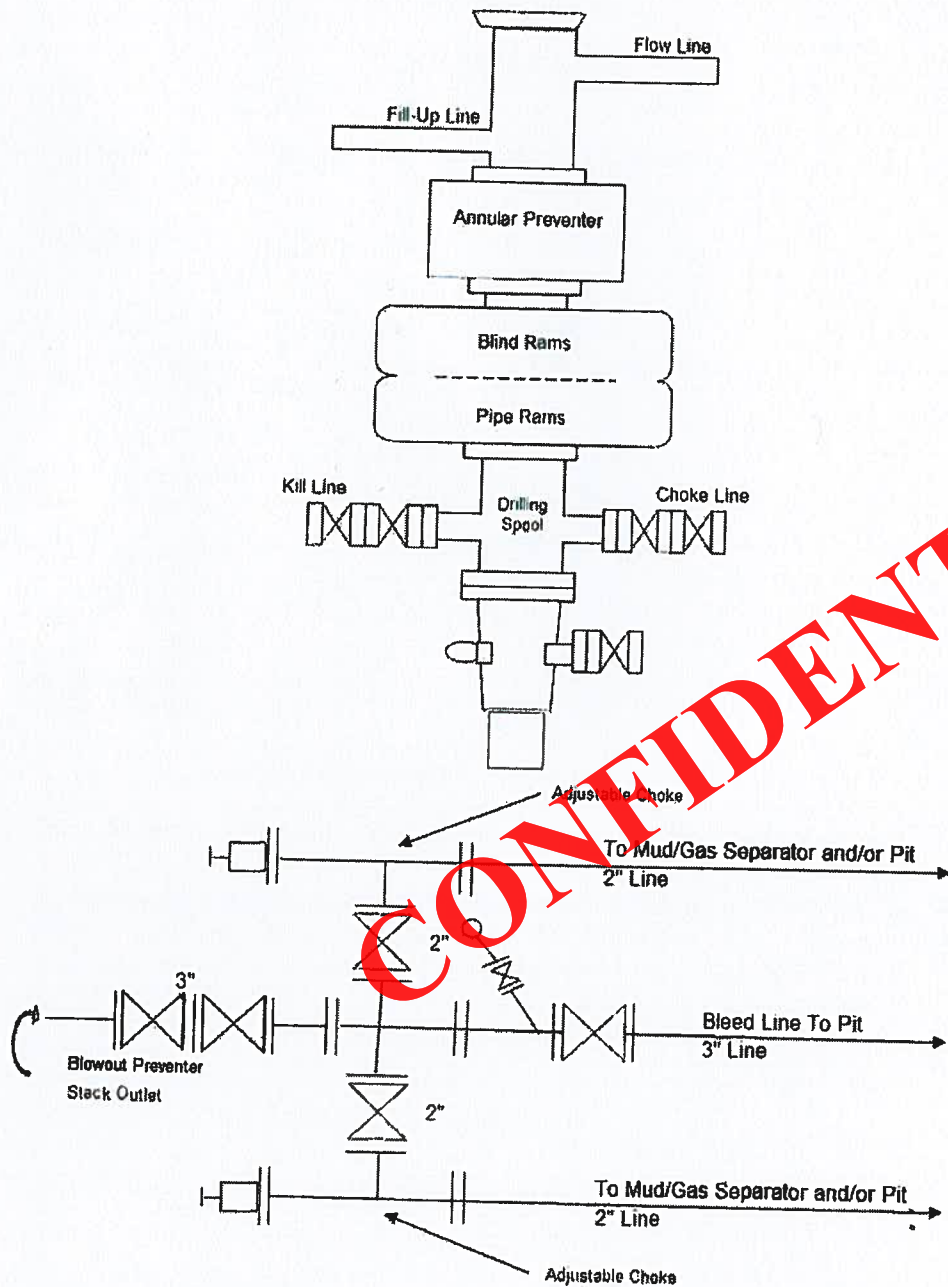 Flow Line
Fill-Up Line
Annular Preventer
Blind Rams
Pipe Rams
Kill Line
Drilling
Spool
Choke Line
Adjustable Choke
To Mud/Gas Separator and/or Pit
2" Line
2"
3"
Bleed Line To Pit
3" Line
Blowout Preventer
Stack Outlet
2"
To Mud/Gas Separator and/or Pit
2" Line
Adjustable Choke
CONFIDENT